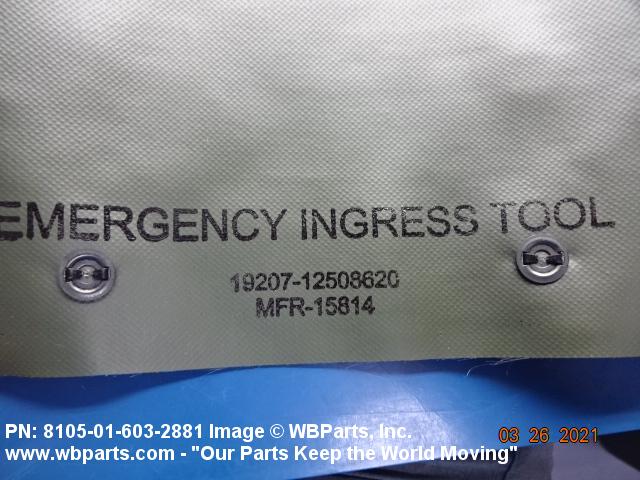 EMERGENCY INGRESS TOOL
19207-12508620
MFR-15814
PN: 8105-01-603-2881 Image © WBParts, Inc.
03 26 2021
www.wbparts.com - "Our Parts Keep the World Moving"